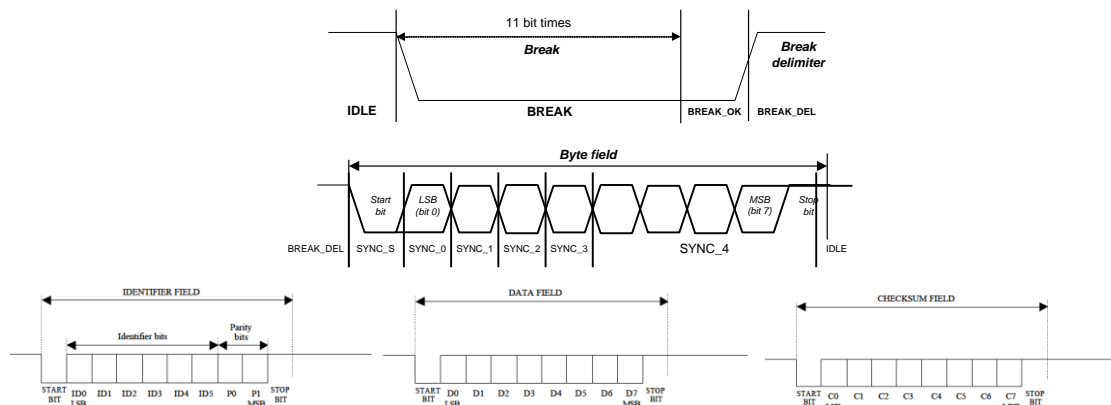 11 bit times
Break
Break
delimiter
IDLE
BREAK
BREAK_OK
BREAK_DEL
Byte field
Start
bit
LSB
(bit 0)
MSB
(bit 7)
Stop
bit
BREAK_DEL
SYNC_S
SYNC_0
SYNC_1
SYNC_2
SYNC_3
SYNC_4
IDLE
IDENTIFIER FIELD
Identifier bits
Parity
bits
START
BIT
ID0
LSB
ID1
ID2
ID3
ID4
ID5
P0
P1
MSB
STOP
BIT
DATA FIELD
START
BIT
D0
LSB
D1
D2
D3
D4
D5
D6
D7
MSB
STOP
BIT
CHECKSUM FIELD
START
BIT
C0
C1
C2
C3
C4
C5
C6
C7
STOP
BIT